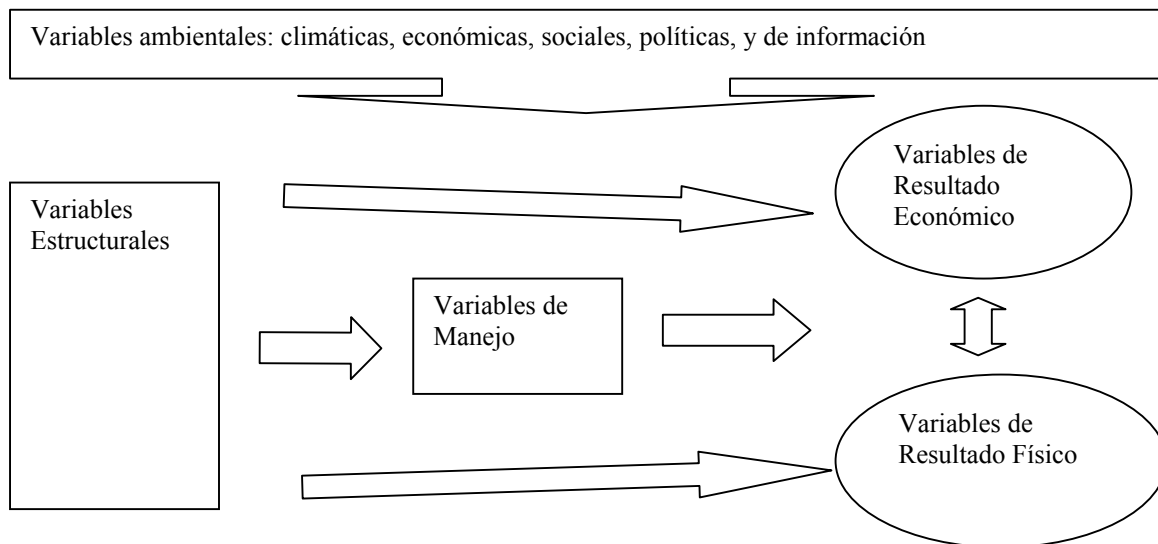 Variables ambientales: climáticas, económicas, sociales, políticas, y de información
Variables de
Resultado
Económico
Variables
Estructurales
Variables de
Manejo
Variables de
Resultado Físico